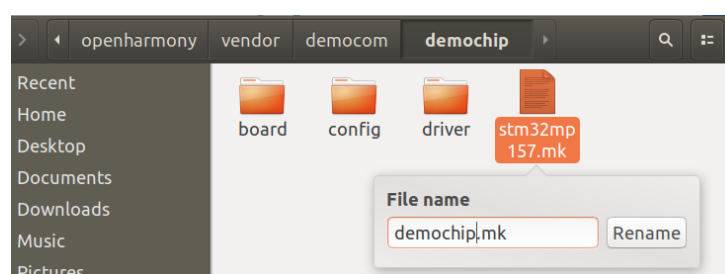 openharmony vendor democom demochip
Recent
Home
Desktop
Documents
Downloads
Music
Pictures
board config driver stm32mp
157.mk
File name
demochip.mk Rename